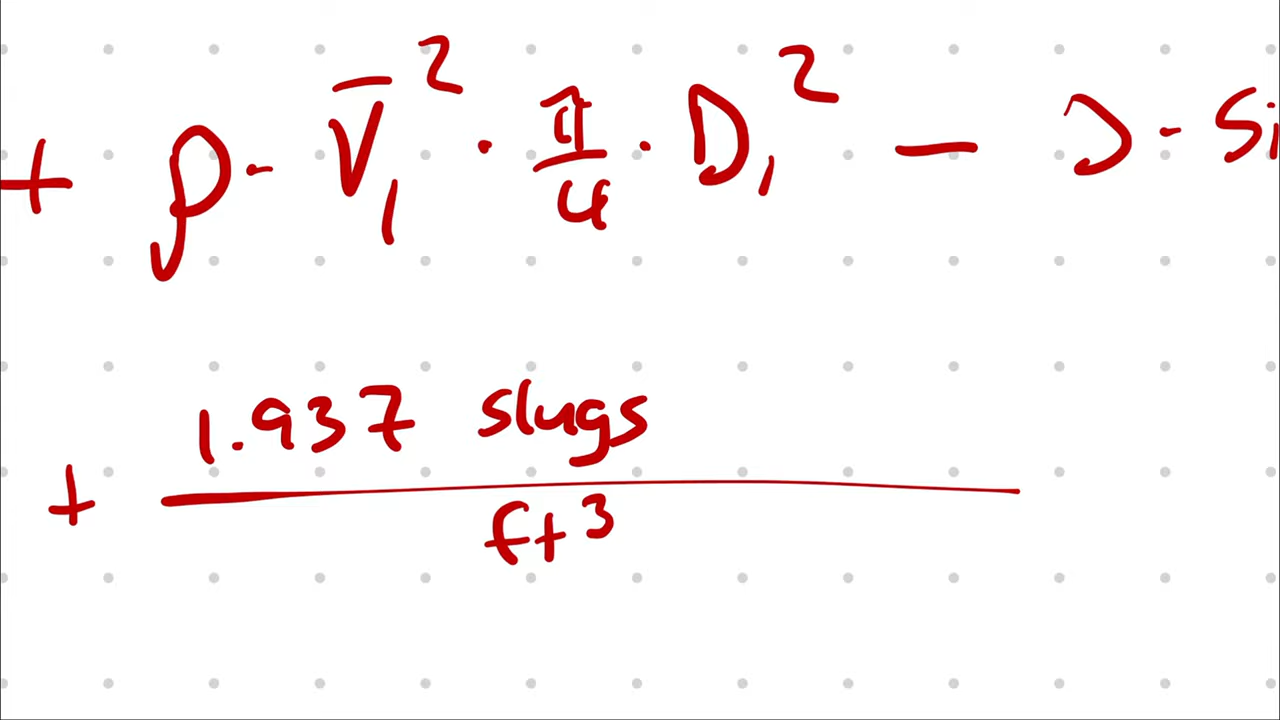 + ρ · V̄₁² · π/4 · D₁² − ρ · Si
+ 1.937 slugs / ft³